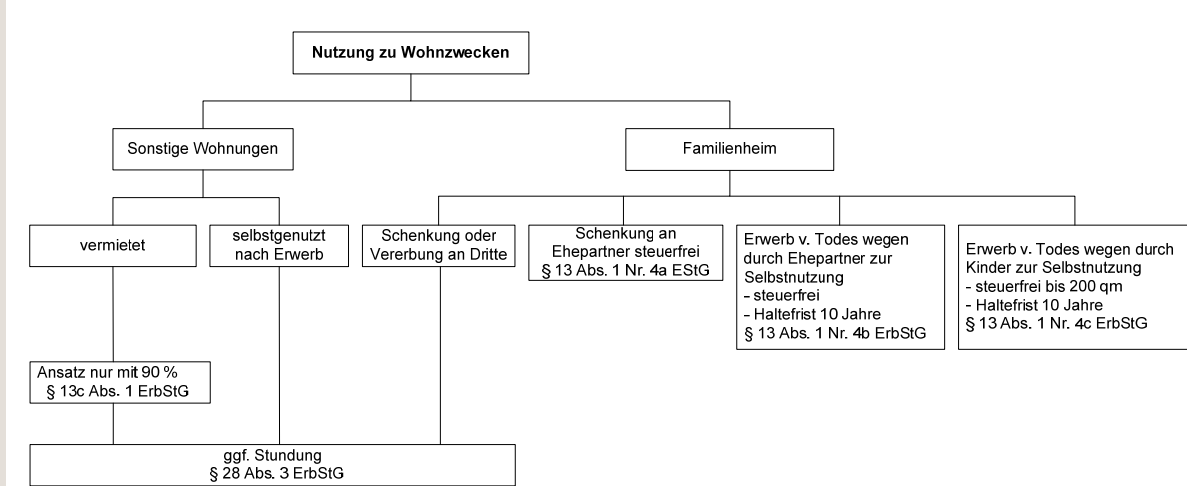 Nutzung zu Wohnzwecken
Sonstige Wohnungen
Familienheim
vermietet
selbstgenutzt
nach Erwerb
Schenkung oder
Vererbung an Dritte
Schenkung an
Ehepartner steuerfrei
§ 13 Abs. 1 Nr. 4a EStG
Erwerb v. Todes wegen
durch Ehepartner zur
Selbstnutzung
- steuerfrei
- Haltefrist 10 Jahre
§ 13 Abs. 1 Nr. 4b ErbStG
Erwerb v. Todes wegen durch
Kinder zur Selbstnutzung
- steuerfrei bis 200 qm
- Haltefrist 10 Jahre
§ 13 Abs. 1 Nr. 4c ErbStG
Ansatz nur mit 90 %
§ 13c Abs. 1 ErbStG
ggf. Stundung
§ 28 Abs. 3 ErbStG